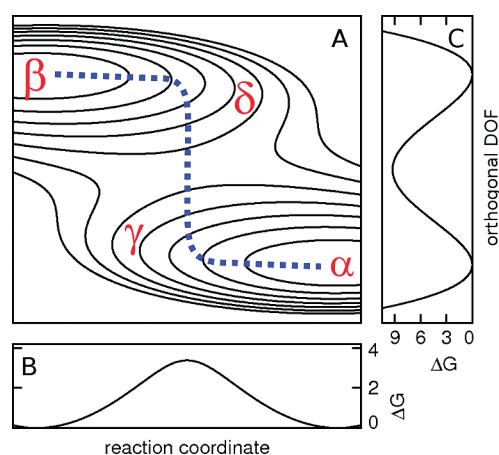 A
C
β
δ
γ
α
orthogonal DOF
9 6 3 0
ΔG
B
4
2
0
ΔG
reaction coordinate